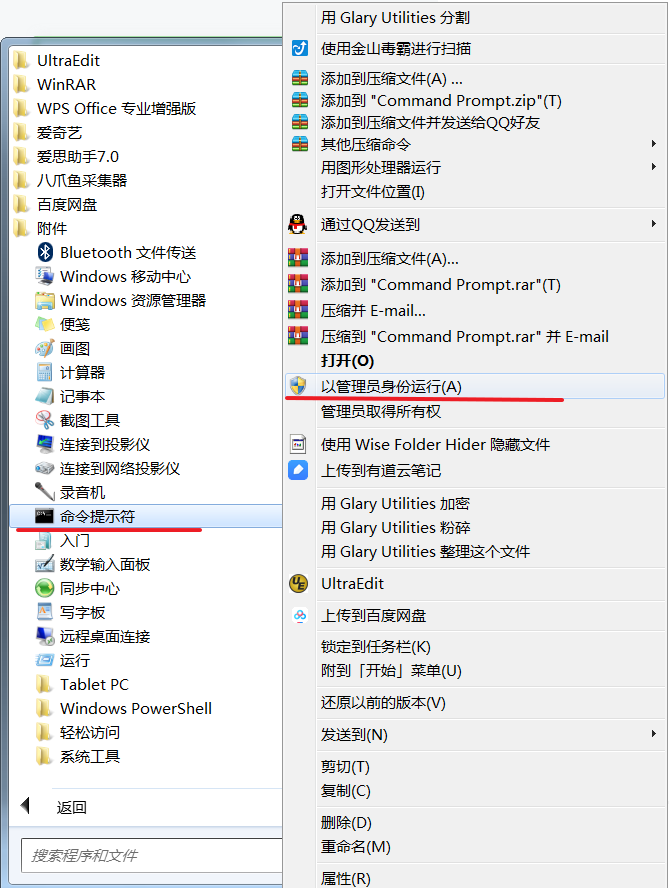 UltraEdit
WinRAR
WPS Office 专业增强版
爱奇艺
爱思助手7.0
八爪鱼采集器
百度网盘
附件
Bluetooth 文件传送
Windows 移动中心
Windows 资源管理器
便笺
画图
计算器
记事本
截图工具
连接到投影仪
连接到网络投影仪
录音机
命令提示符
入门
数学输入面板
同步中心
写字板
远程桌面连接
运行
Tablet PC
Windows PowerShell
轻松访问
系统工具
返回
搜索程序和文件
用 Glary Utilities 分割
使用金山毒霸进行扫描
添加到压缩文件(A) ...
添加到 "Command Prompt.zip"(T)
添加到压缩文件并发送给QQ好友
其他压缩命令
用图形处理器运行
打开文件位置(I)
通过QQ发送到
添加到压缩文件(A)...
添加到 "Command Prompt.rar"(T)
压缩并 E-mail...
压缩到 "Command Prompt.rar" 并 E-mail
打开(O)
以管理员身份运行(A)
管理员取得所有权
使用 Wise Folder Hider 隐藏文件
上传到有道云笔记
用 Glary Utilities 加密
用 Glary Utilities 粉碎
用 Glary Utilities 整理这个文件
UltraEdit
上传到百度网盘
锁定到任务栏(K)
附到「开始」菜单(U)
还原以前的版本(V)
发送到(N)
剪切(T)
复制(C)
删除(D)
重命名(M)
属性(R)